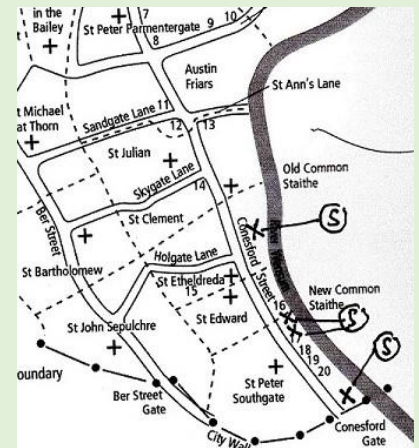 in the
Bailey
7
St Peter Parmentergate
8
9
10
Austin
Friars
St Ann's Lane
t Michael
at Thorn
Sandgate Lane
11
12
13
St Julian
Skygate Lane
14
Old Common
Staithe
Ber Street
St Clement
Conesford Street
S
River
St Bartholomew
Holgate Lane
St Etheldreda
15
New Common
Staithe
16
S
St Edward
St John Sepulchre
18
19
20
S
oundary
St Peter
Southgate
Ber Street
Gate
City Wall
Conesford
Gate